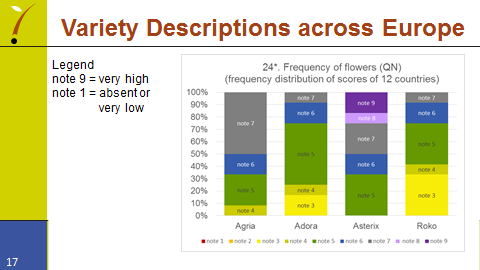 Variety Descriptions across Europe
Legend
note 9 = very high
note 1 = absent or
very low
24*. Frequency of flowers (QN)
(frequency distribution of scores of 12 countries)
100%
90%
80%
70%
60%
50%
40%
30%
20%
10%
0%
note 7
note 6
note 5
note 4
note 7
note 6
note 5
note 4
note 3
note 9
note 8
note 7
note 6
note 5
note 7
note 6
note 5
note 4
note 3
Agria Adora Asterix Roko
note 1 note 2 note 3 note 4 note 5 note 6 note 7 note 8 note 9
17